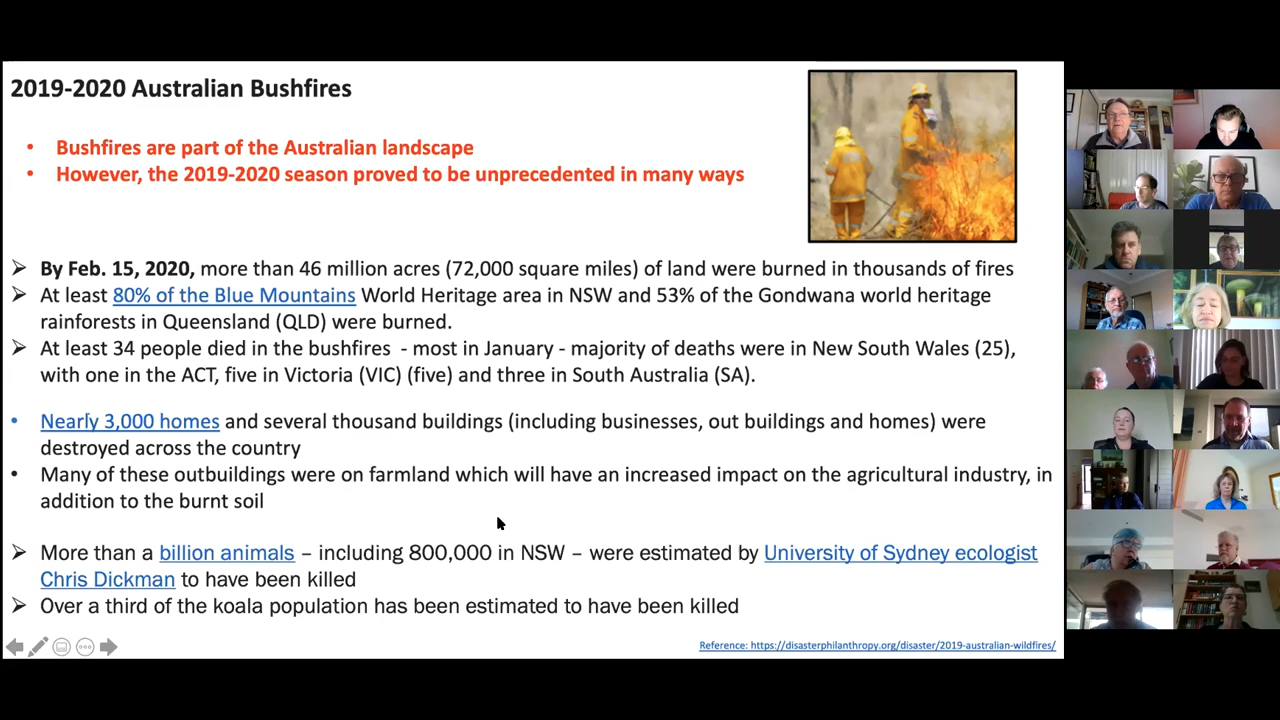 2019-2020 Australian Bushfires
• Bushfires are part of the Australian landscape
• However, the 2019-2020 season proved to be unprecedented in many ways
➢ By Feb. 15, 2020, more than 46 million acres (72,000 square miles) of land were burned in thousands of fires
➢ At least 80% of the Blue Mountains World Heritage area in NSW and 53% of the Gondwana world heritage
rainforests in Queensland (QLD) were burned.
➢ At least 34 people died in the bushfires - most in January - majority of deaths were in New South Wales (25),
with one in the ACT, five in Victoria (VIC) (five) and three in South Australia (SA).
• Nearly 3,000 homes and several thousand buildings (including businesses, out buildings and homes) were
destroyed across the country
• Many of these outbuildings were on farmland which will have an increased impact on the agricultural industry, in
addition to the burnt soil
➢ More than a billion animals – including 800,000 in NSW – were estimated by University of Sydney ecologist
Chris Dickman to have been killed
➢ Over a third of the koala population has been estimated to have been killed
Reference: https://disasterphilanthropy.org/disaster/2019-australian-wildfires/